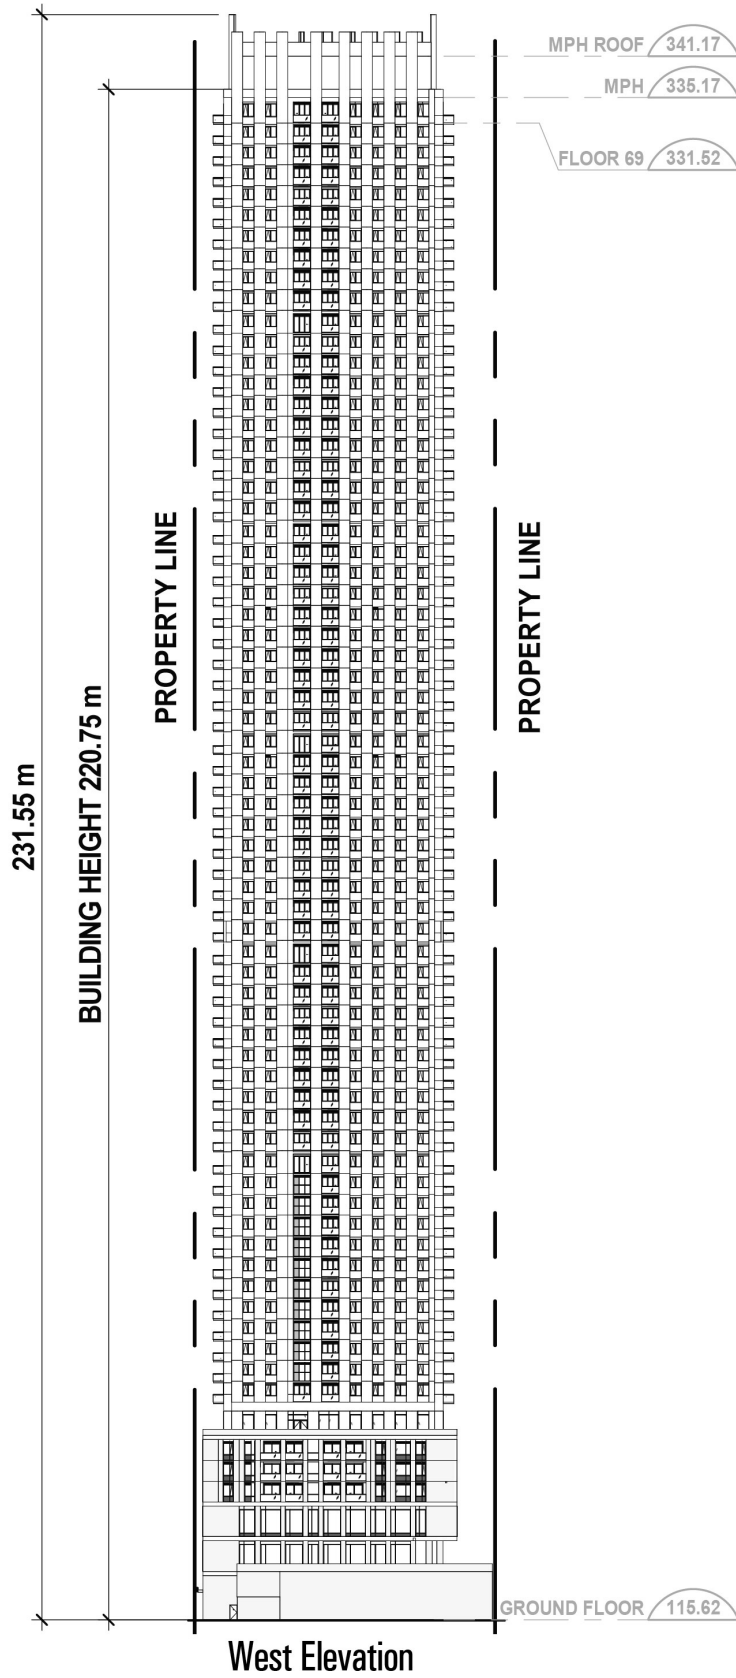 MPH ROOF 341.17
MPH 335.17
FLOOR 69 331.52
PROPERTY LINE
PROPERTY LINE
BUILDING HEIGHT 220.75 m
231.55 m
GROUND FLOOR 115.62
West Elevation